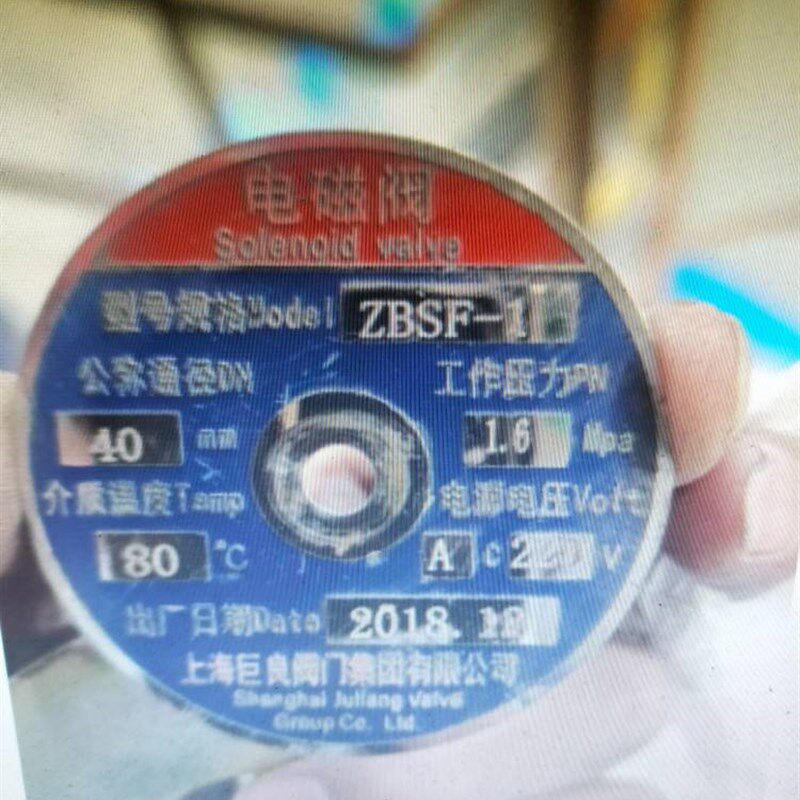 电磁阀
Solenoid valve
型号规格Model ZBSF-1
公称通径DN 工作压力PN
40 mm 1.6 Mpa
介质温度Temp 电源电压Volt
80 °C A C 220 V
出厂日期Date 2018.12
上海巨良阀门集团有限公司
Shanghai Juliang Valve
Group Co. Ltd